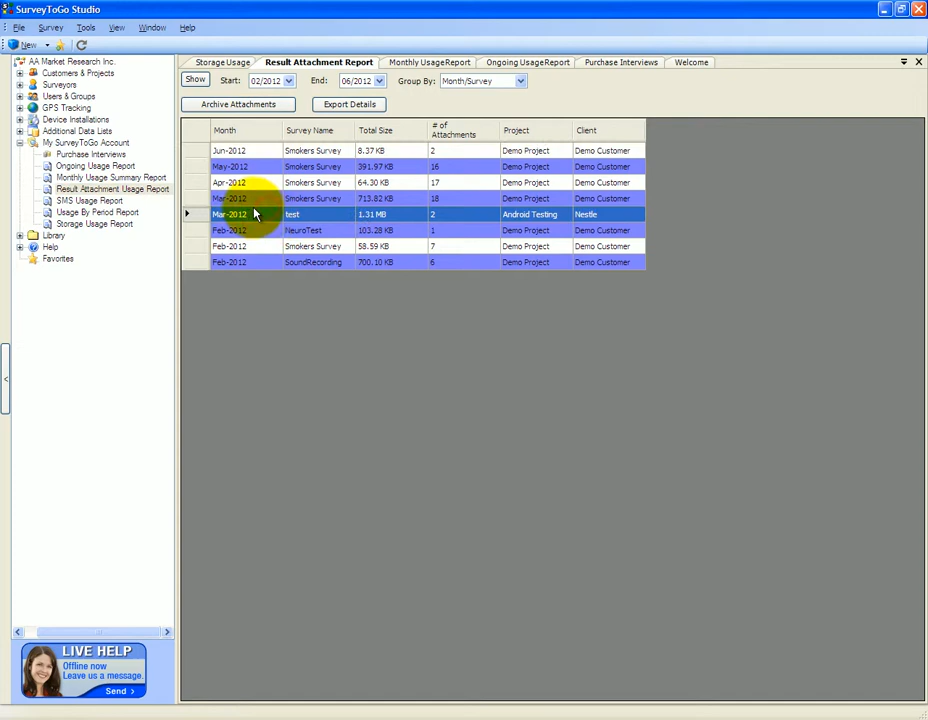 SurveyToGo Studio
File Survey Tools View Window Help
New
AA Market Research Inc.
Customers & Projects
Surveyors
Users & Groups
GPS Tracking
Device Installations
Additional Data Lists
My SurveyToGo Account
Purchase Interviews
Ongoing Usage Report
Monthly Usage Summary Report
Result Attachment Usage Report
SMS Usage Report
Usage By Period Report
Storage Usage Report
Library
Help
Favorites
LIVE HELP
Offline now
Leave us a message.
Send >
<
Storage Usage Result Attachment Report Monthly UsageReport Ongoing UsageReport Purchase Interviews Welcome
Show Start: 02/2012 End: 06/2012 Group By: Month/Survey
Archive Attachments Export Details
Month Survey Name Total Size # of Attachments Project Client
Jun-2012 Smokers Survey 8.37 KB 2 Demo Project Demo Customer
May-2012 Smokers Survey 391.97 KB 16 Demo Project Demo Customer
Apr-2012 Smokers Survey 64.30 KB 17 Demo Project Demo Customer
Mar-2012 Smokers Survey 713.82 KB 18 Demo Project Demo Customer
Mar-2012 test 1.31 MB 2 Android Testing Nestle
Feb-2012 NeuroTest 103.28 KB 1 Demo Project Demo Customer
Feb-2012 Smokers Survey 58.59 KB 7 Demo Project Demo Customer
Feb-2012 SoundRecording 700.10 KB 6 Demo Project Demo Customer